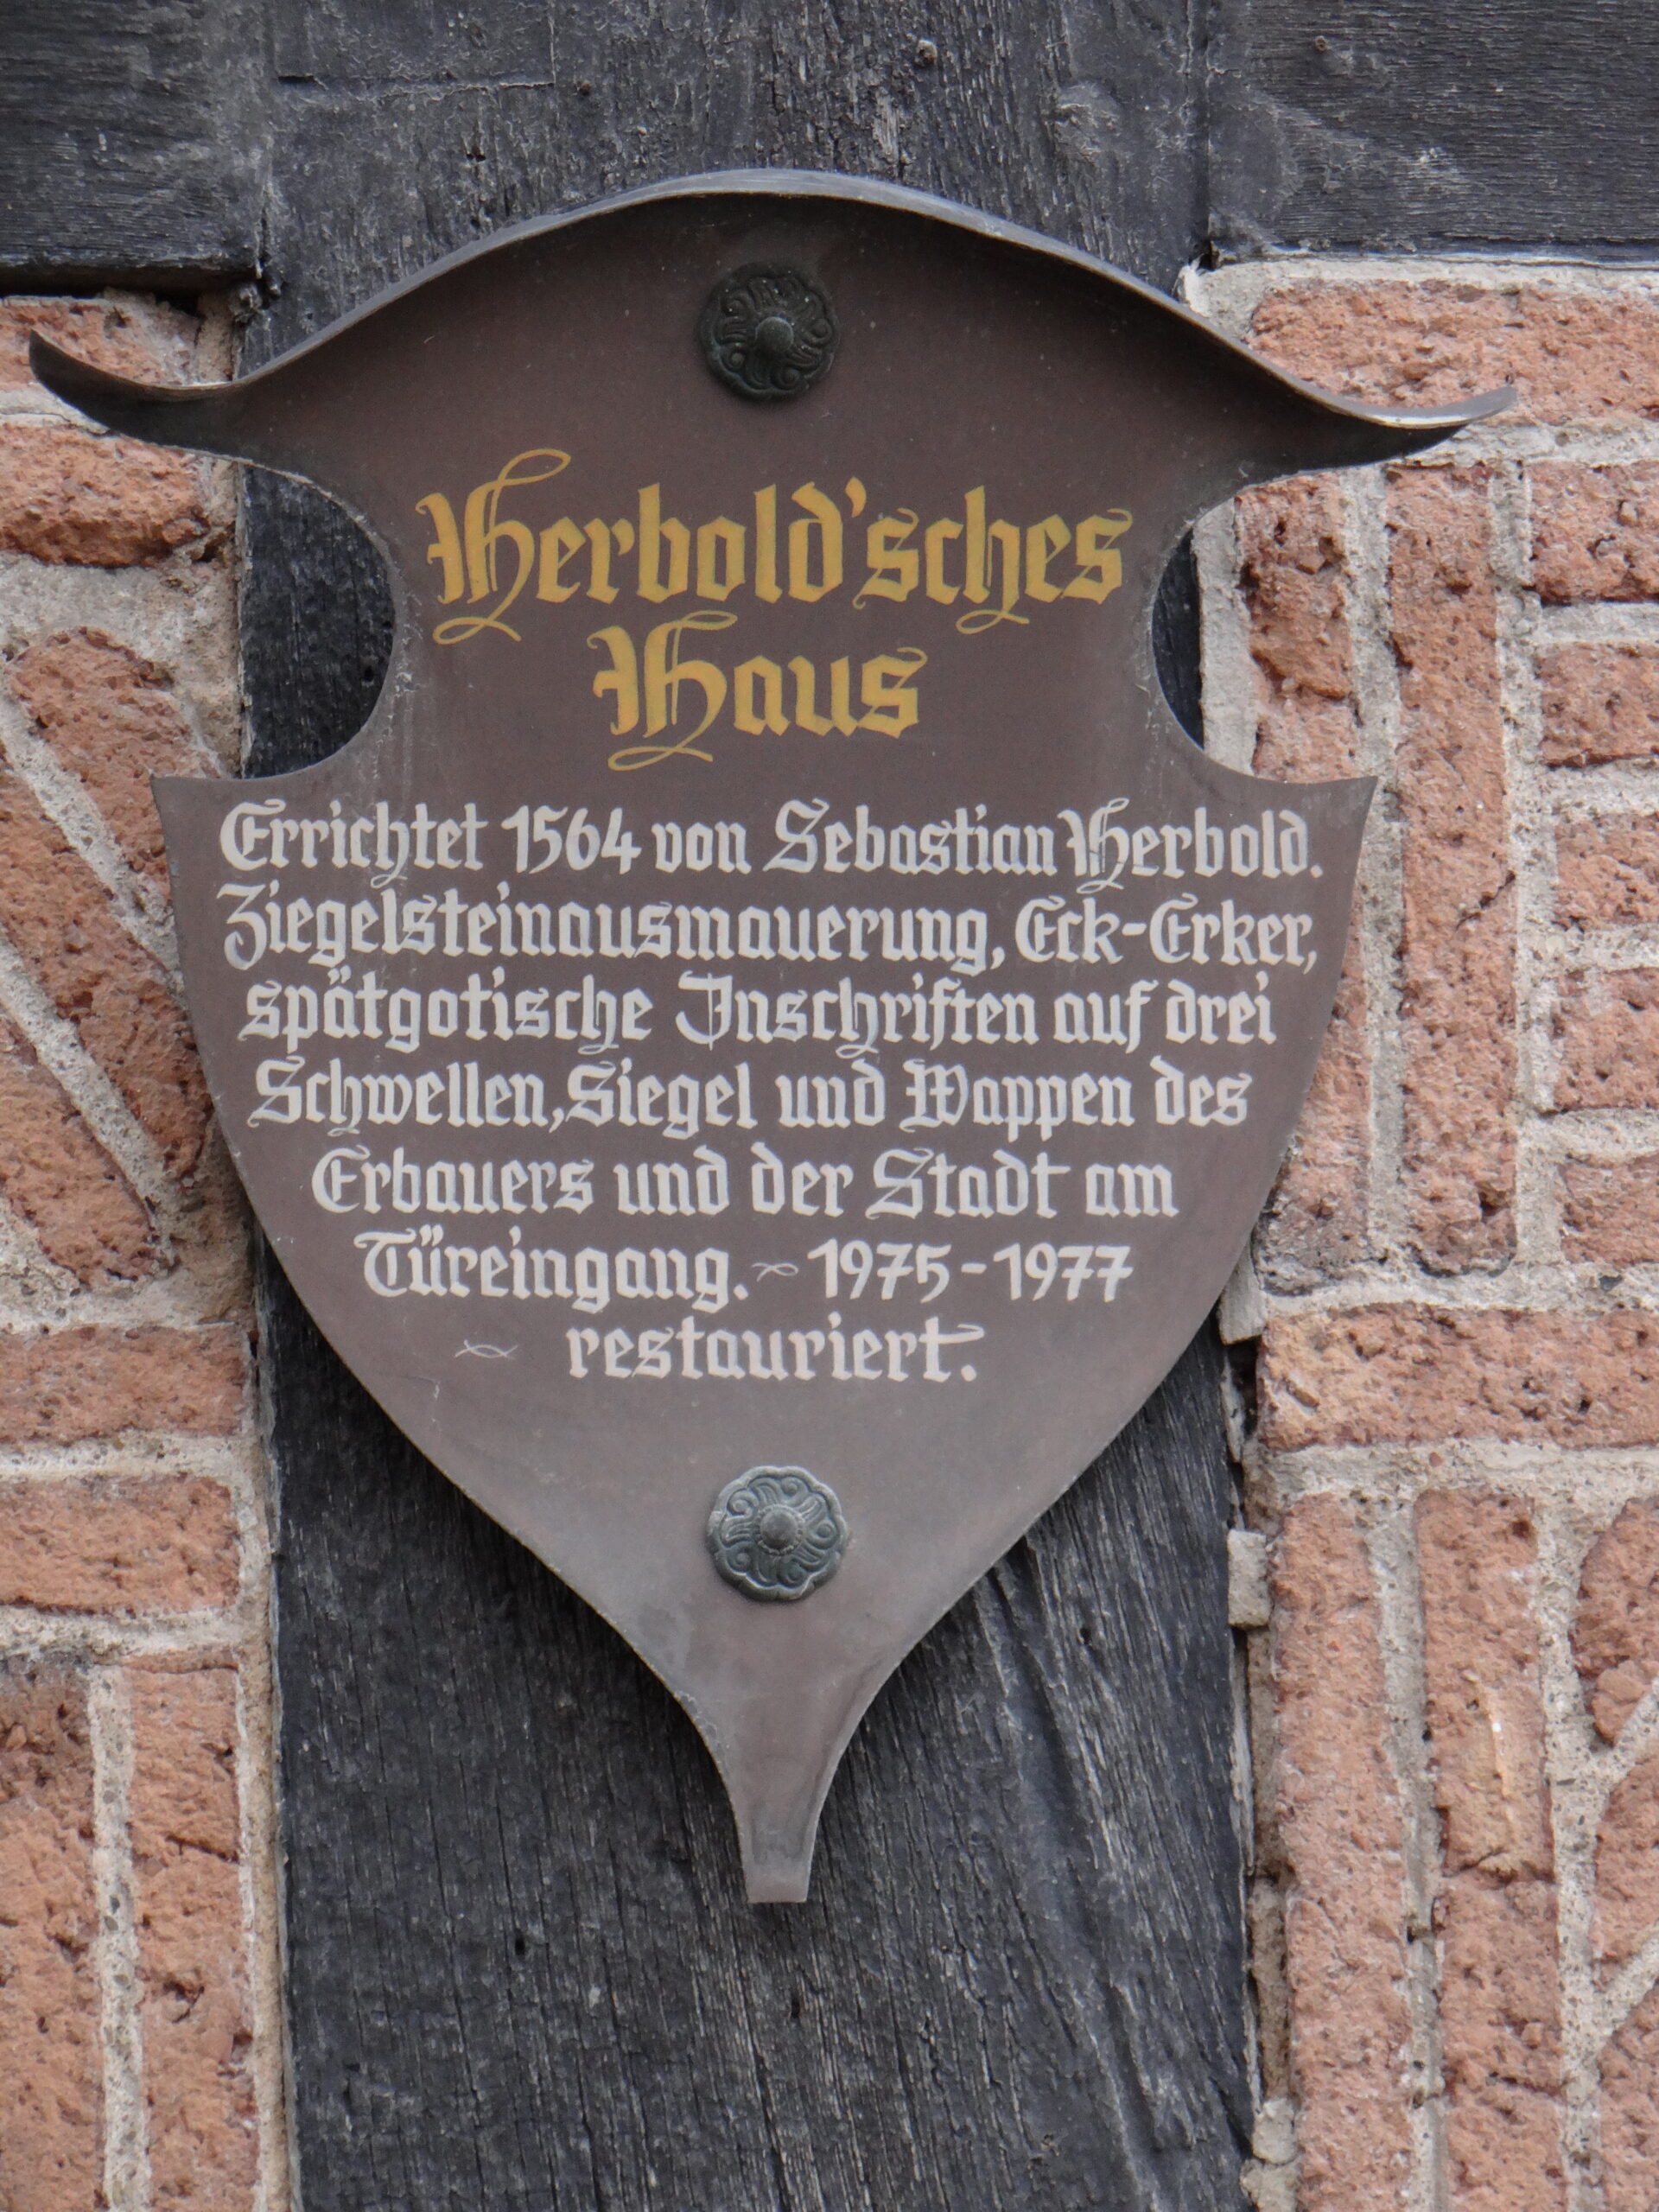 Herbold'sches
Haus
Errichtet 1564 von Sebastian Herbold.
Ziegelsteinausmauerung, Eck-Erker,
spätgotische Inschriften auf drei
Schwellen, Siegel und Wappen des
Erbauers und der Stadt am
Türeingang. ~ 1975-1977
restauriert.